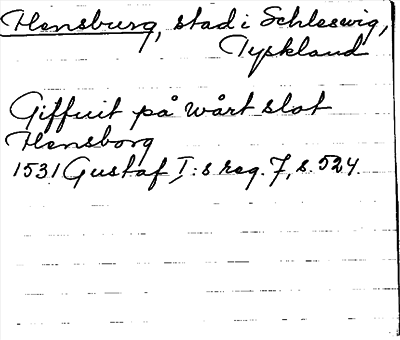 Flensburg, stad i Schleswig,
Tyskland
Giffuit på wårt slot
Flensborg
1531 Gustaf I:s reg. 7, s. 524.